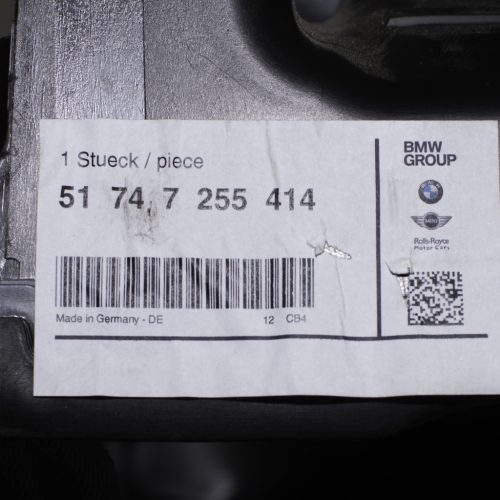 1 Stueck / piece
51 74 7 255 414
Made in Germany - DE 12 CB4
BMW
GROUP
MINI
Rolls-Royce
Motor Cars